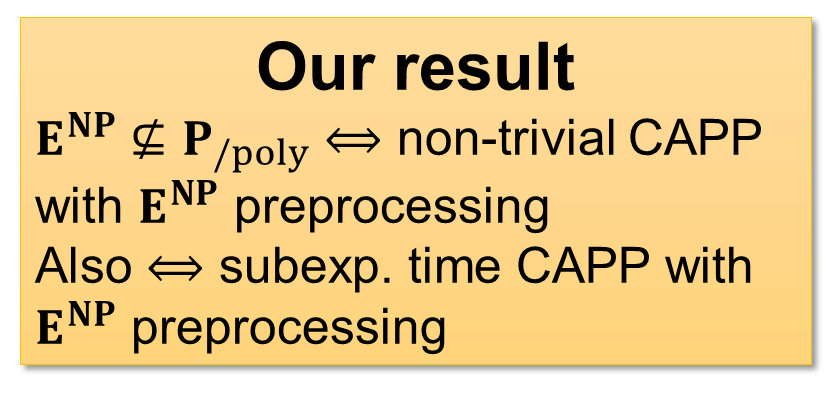 Our result
𝐄^𝐍𝐏 ⊈ 𝐏_/poly ⟺ non-trivial CAPP
with 𝐄^𝐍𝐏 preprocessing
Also ⟺ subexp. time CAPP with
𝐄^𝐍𝐏 preprocessing